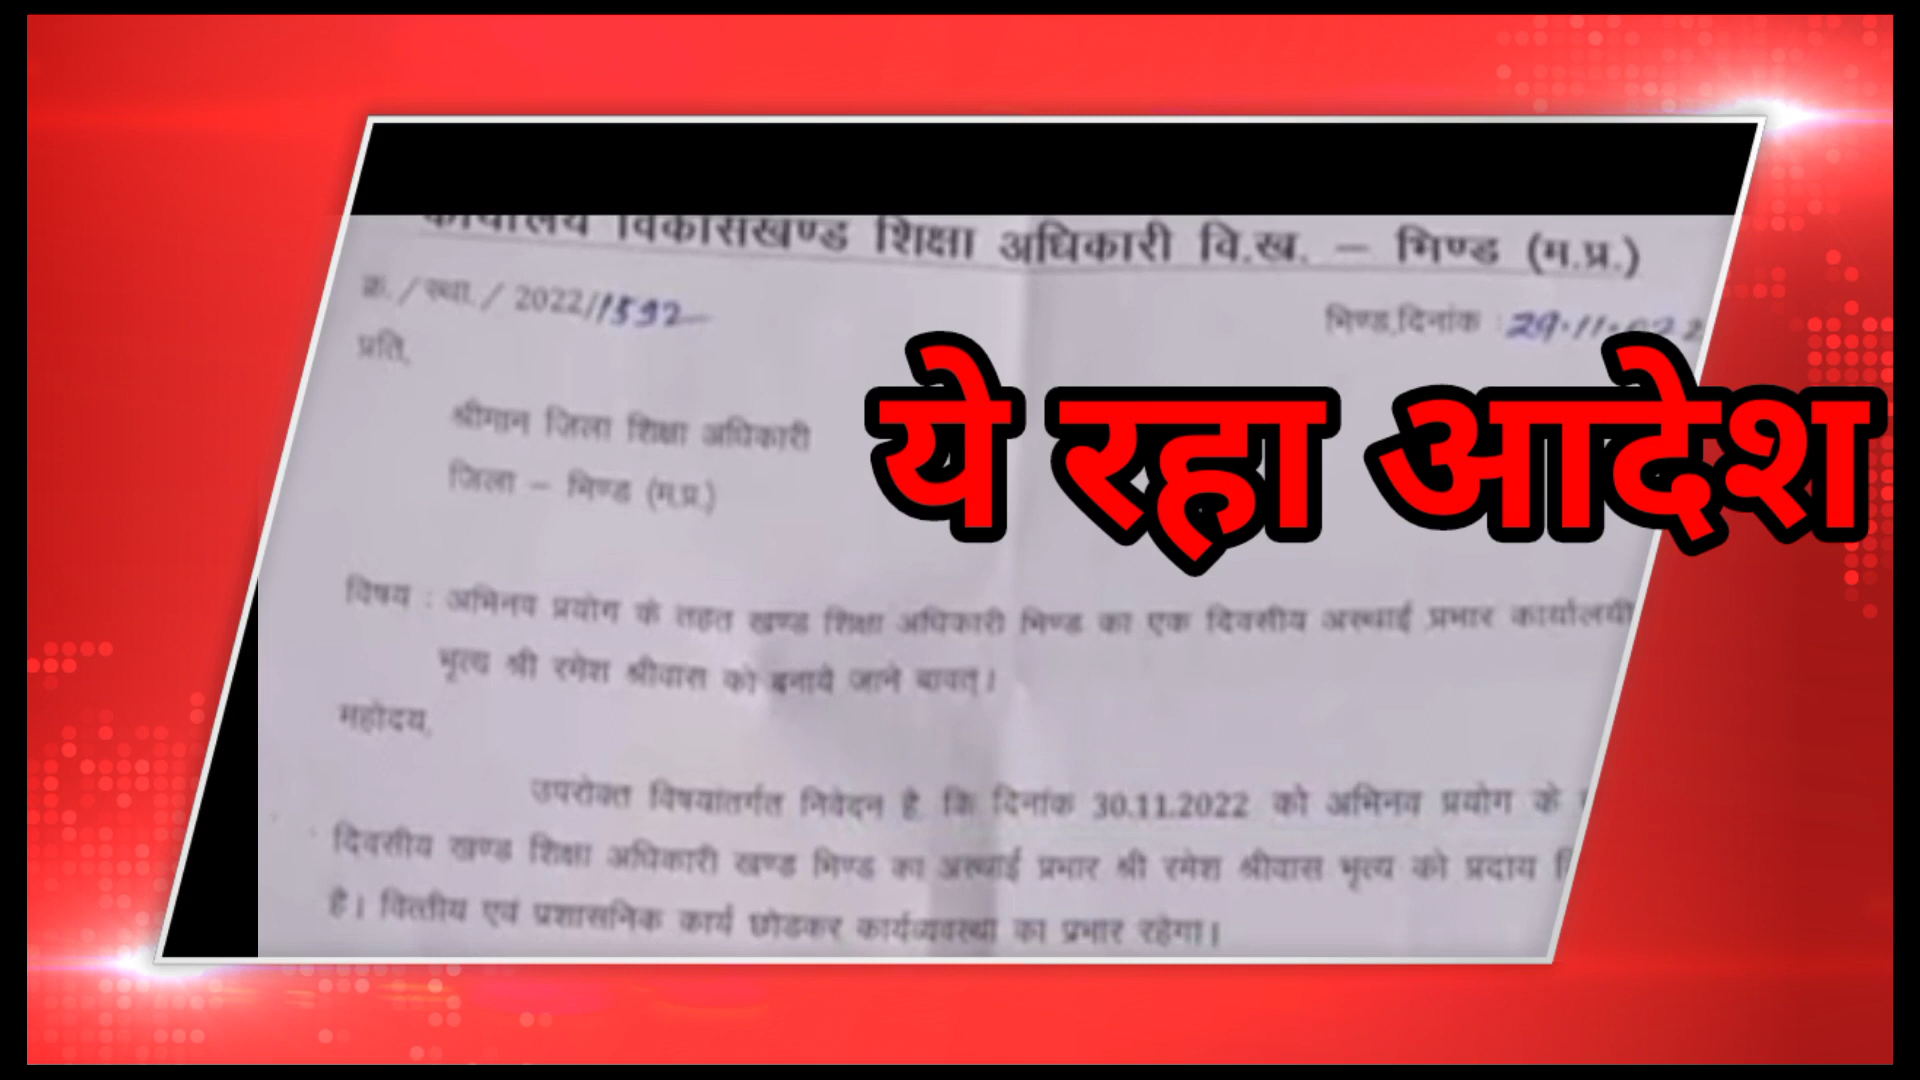 कार्यालय विकासखण्ड शिक्षा अधिकारी वि.ख. – भिण्ड (म.प्र.)
क्र. / स्था. / 2022/1592
भिण्ड,दिनांक : 29.11.
प्रति,
ये रहा आदेश
श्रीमान जिला शिक्षा अधिकारी
जिला – भिण्ड (म.प्र.)
विषय : अभिनव प्रयोग के तहत खण्ड शिक्षा अधिकारी भिण्ड का एक दिवसीय अस्थाई प्रभार कार्यालयी
भृत्य श्री रमेश श्रीवास को बनाये जाने बावत्।
महोदय,
उपरोक्त विषयांतर्गत निवेदन है कि दिनांक 30.11.2022 को अभिनव प्रयोग के
दिवसीय खण्ड शिक्षा अधिकारी खण्ड भिण्ड का अस्थाई प्रभार श्री रमेश श्रीवास भृत्य को प्रदाय
है। वित्तीय एवं प्रशासनिक कार्य छोडकर कार्यव्यवस्था का प्रभार रहेगा।